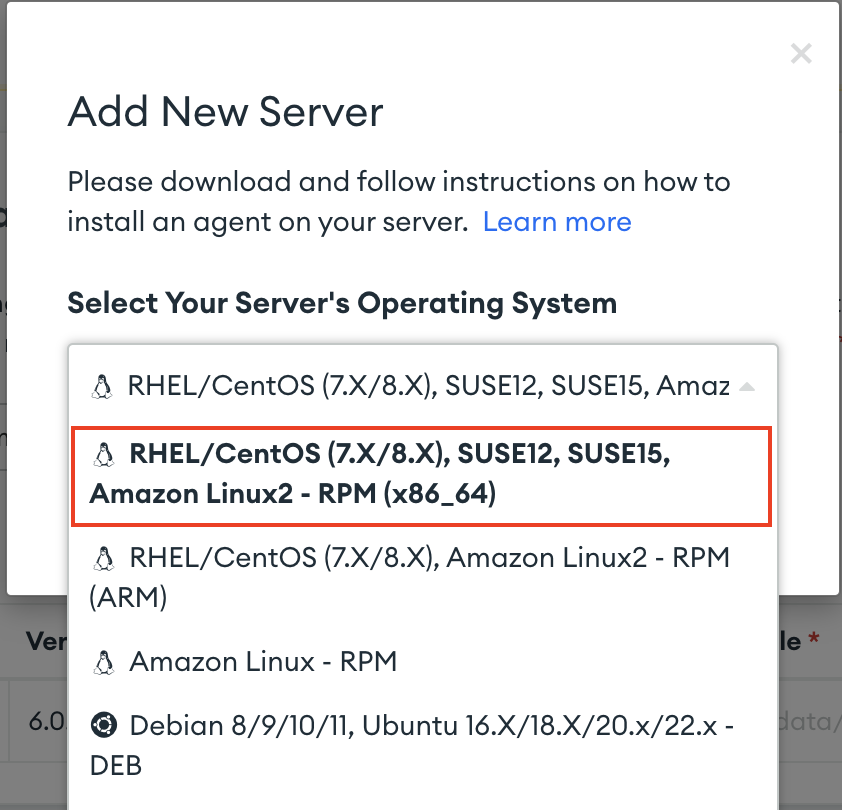 Add New Server
Please download and follow instructions on how to
install an agent on your server. Learn more
Select Your Server's Operating System
RHEL/CentOS (7.X/8.X), SUSE12, SUSE15, Amaz
RHEL/CentOS (7.X/8.X), SUSE12, SUSE15,
Amazon Linux2 - RPM (x86_64)
RHEL/CentOS (7.X/8.X), Amazon Linux2 - RPM
(ARM)
Amazon Linux - RPM
Debian 8/9/10/11, Ubuntu 16.X/18.X/20.x/22.x -
DEB
Ver
le *
6.0
data/